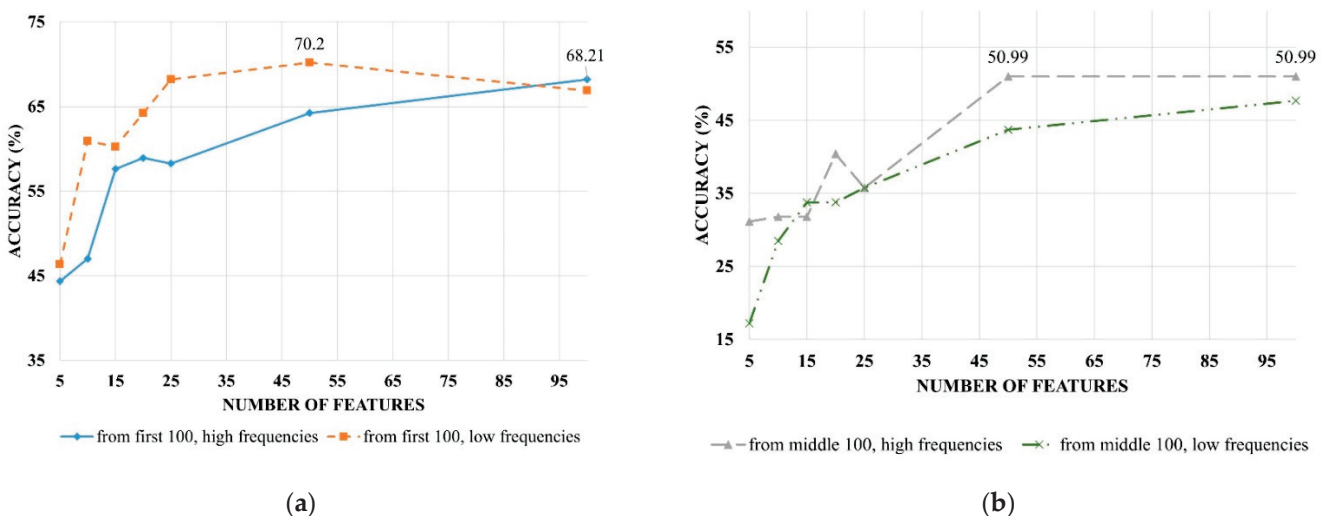 75
65
55
45
35
ACCURACY (%)
70.2
68.21
5 15 25 35 45 55 65 75 85 95
NUMBER OF FEATURES
from first 100, high frequencies from first 100, low frequencies
(a)
55
45
35
25
15
ACCURACY (%)
50.99
50.99
5 15 25 35 45 55 65 75 85 95
NUMBER OF FEATURES
from middle 100, high frequencies from middle 100, low frequencies
(b)